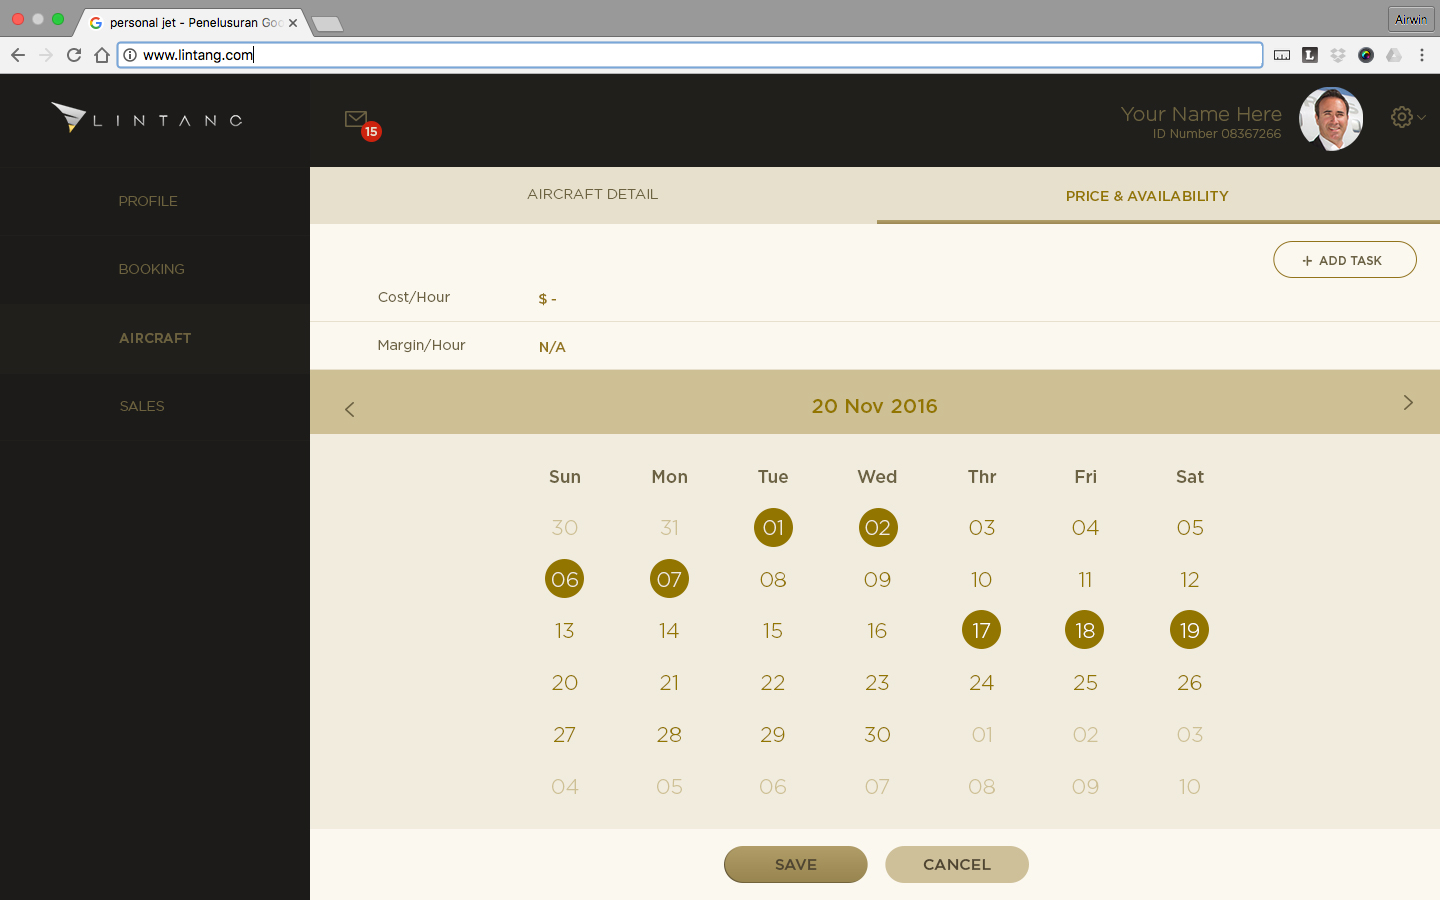 personal jet - Penelusuran Goo
Airwin
www.lintang.com
LINTANG
15
Your Name Here
ID Number 08367266
PROFILE
BOOKING
AIRCRAFT
SALES
AIRCRAFT DETAIL
PRICE & AVAILABILITY
+ ADD TASK
Cost/Hour $ -
Margin/Hour N/A
20 Nov 2016
Sun Mon Tue Wed Thr Fri Sat
30 31 01 02 03 04 05
06 07 08 09 10 11 12
13 14 15 16 17 18 19
20 21 22 23 24 25 26
27 28 29 30 01 02 03
04 05 06 07 08 09 10
SAVE CANCEL